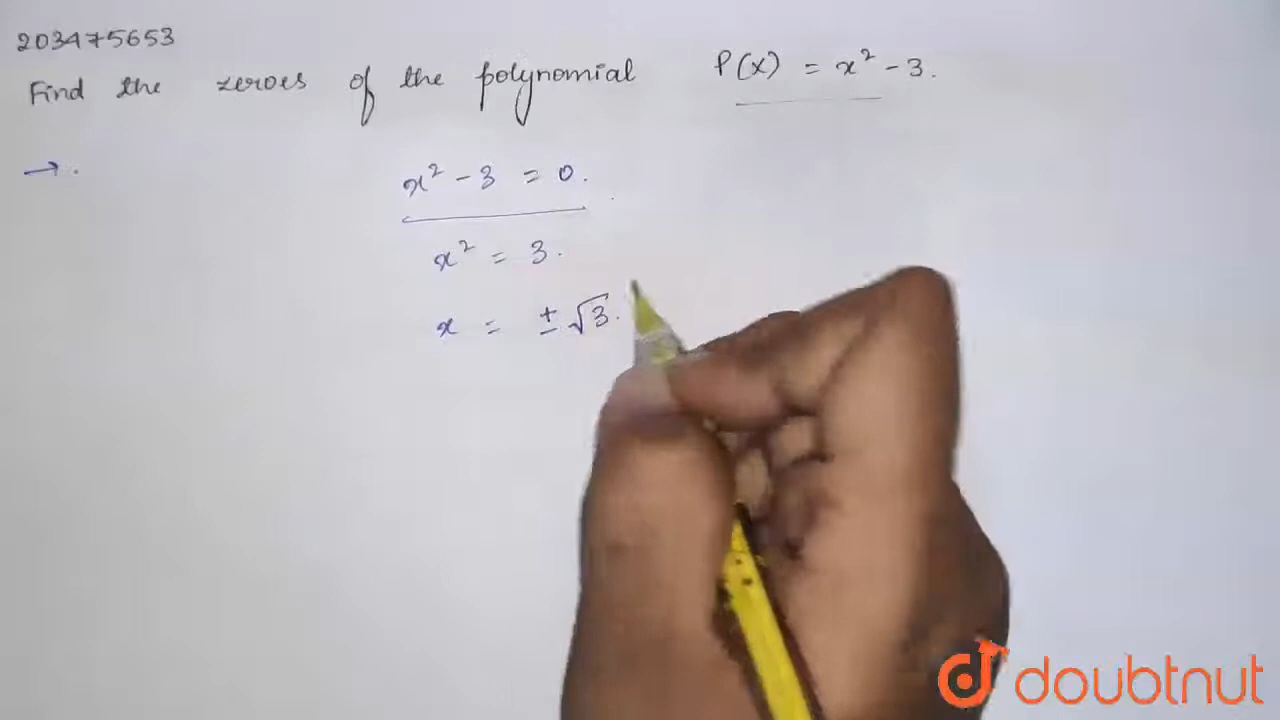 203475653
Find the zeroes of the polynomial P(x) = x² - 3.
→ .
x² - 3 = 0.
x² = 3.
x = ± √3.
doubtnut